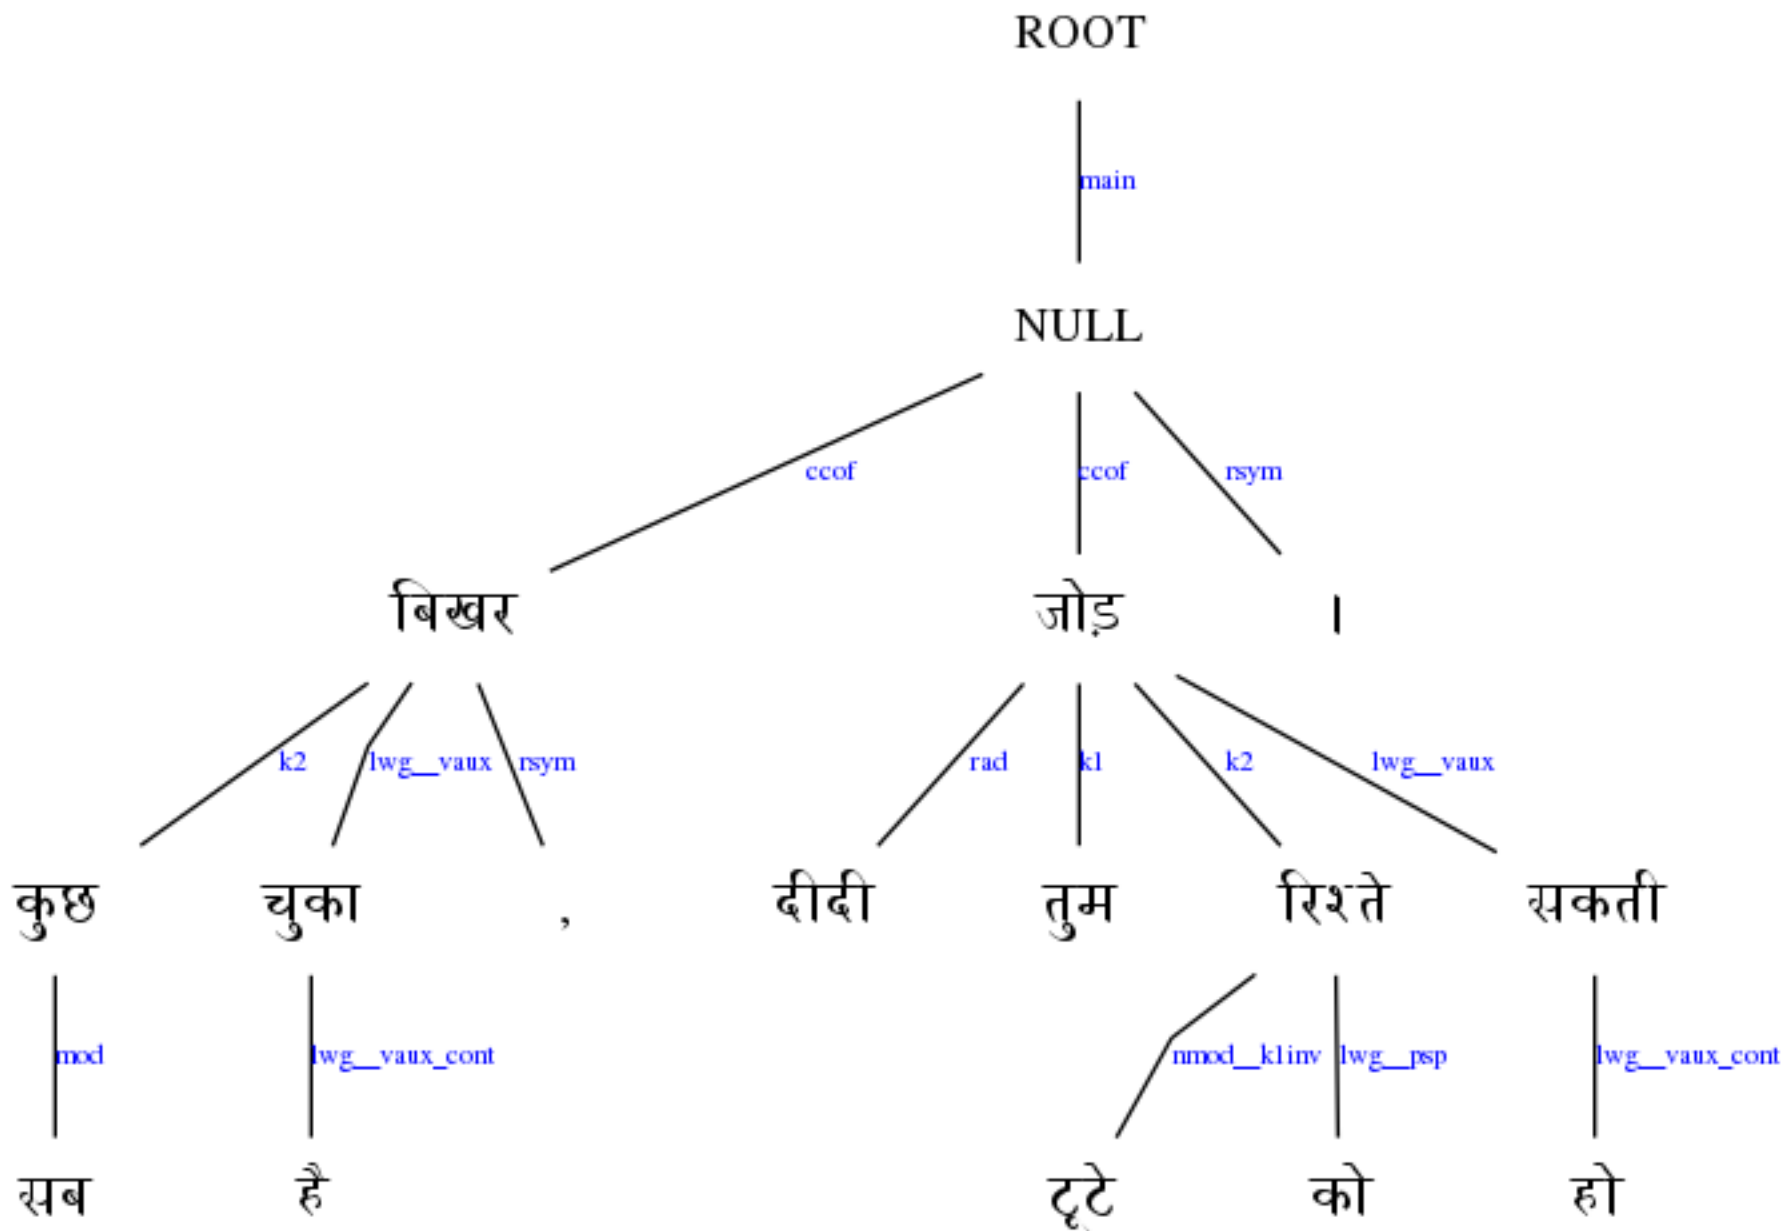 ROOT
main
NULL
ccof ccof rsym
बिखर जोड़ ।
k2 lwg__vaux rsym rad k1 k2 lwg__vaux
कुछ चुका , दीदी तुम रिश्ते सकती
mod lwg__vaux_cont nmod__k1inv lwg__psp lwg__vaux_cont
सब है टूटे को हो